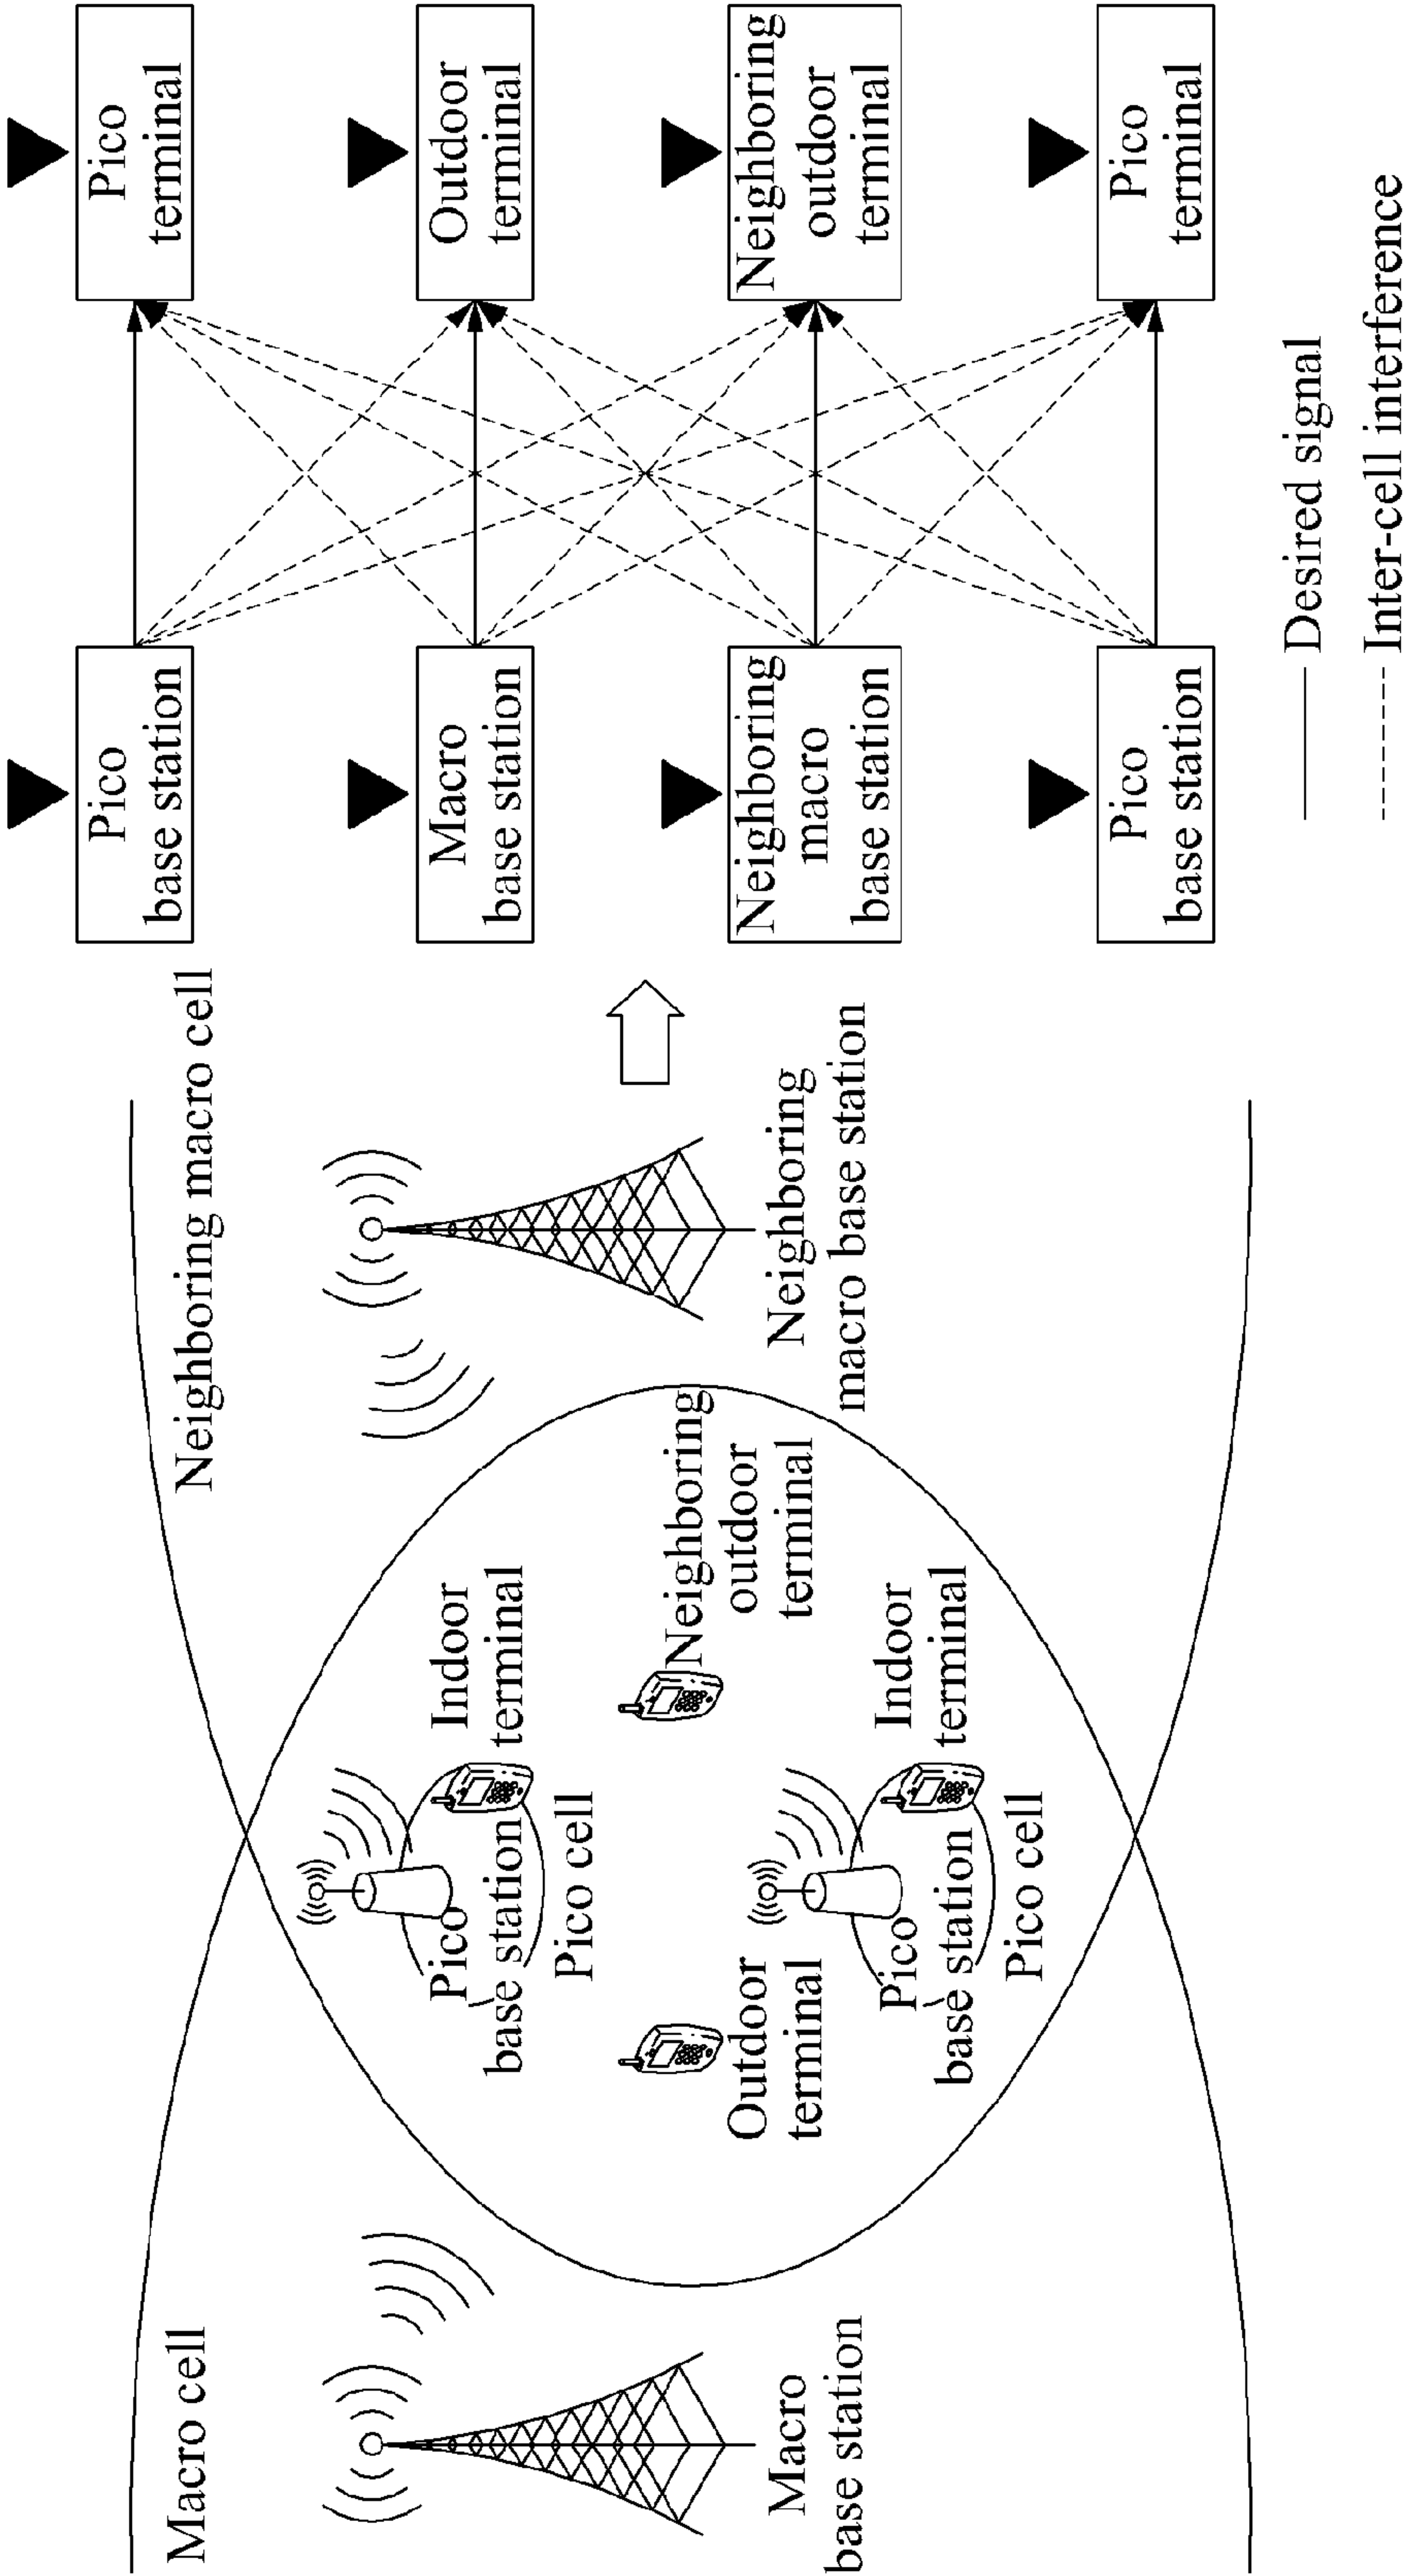 Macro cell
Neighboring macro cell
Macro
base station
Pico
base station
Pico cell
Indoor
terminal
Outdoor
terminal
Neighboring
outdoor
terminal
Pico
base station
Pico cell
Indoor
terminal
Neighboring
macro base station
Pico
base station
Pico
terminal
Macro
base station
Outdoor
terminal
Neighboring
macro
base station
Neighboring
outdoor
terminal
Pico
base station
Pico
terminal
Desired signal
Inter-cell interference